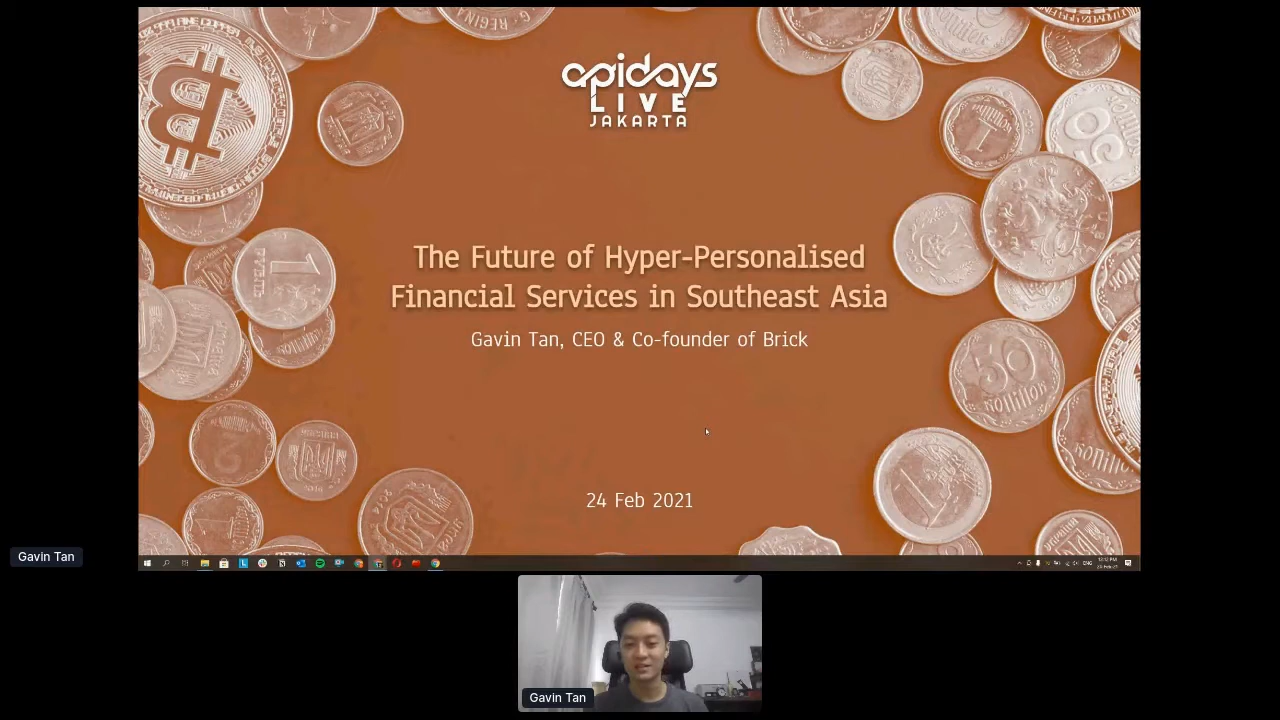 apidays
LIVE
JAKARTA
The Future of Hyper-Personalised
Financial Services in Southeast Asia
Gavin Tan, CEO & Co-founder of Brick
24 Feb 2021
Gavin Tan
ENG
Gavin Tan